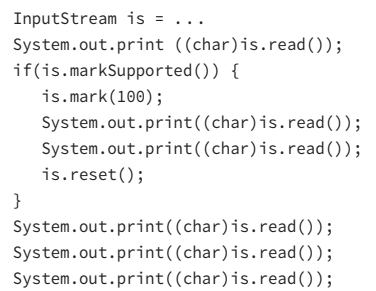 InputStream is = ...
System.out.print ((char)is.read());
if(is.markSupported()) {
   is.mark(100);
   System.out.print((char)is.read());
   System.out.print((char)is.read());
   is.reset();
}
System.out.print((char)is.read());
System.out.print((char)is.read());
System.out.print((char)is.read());